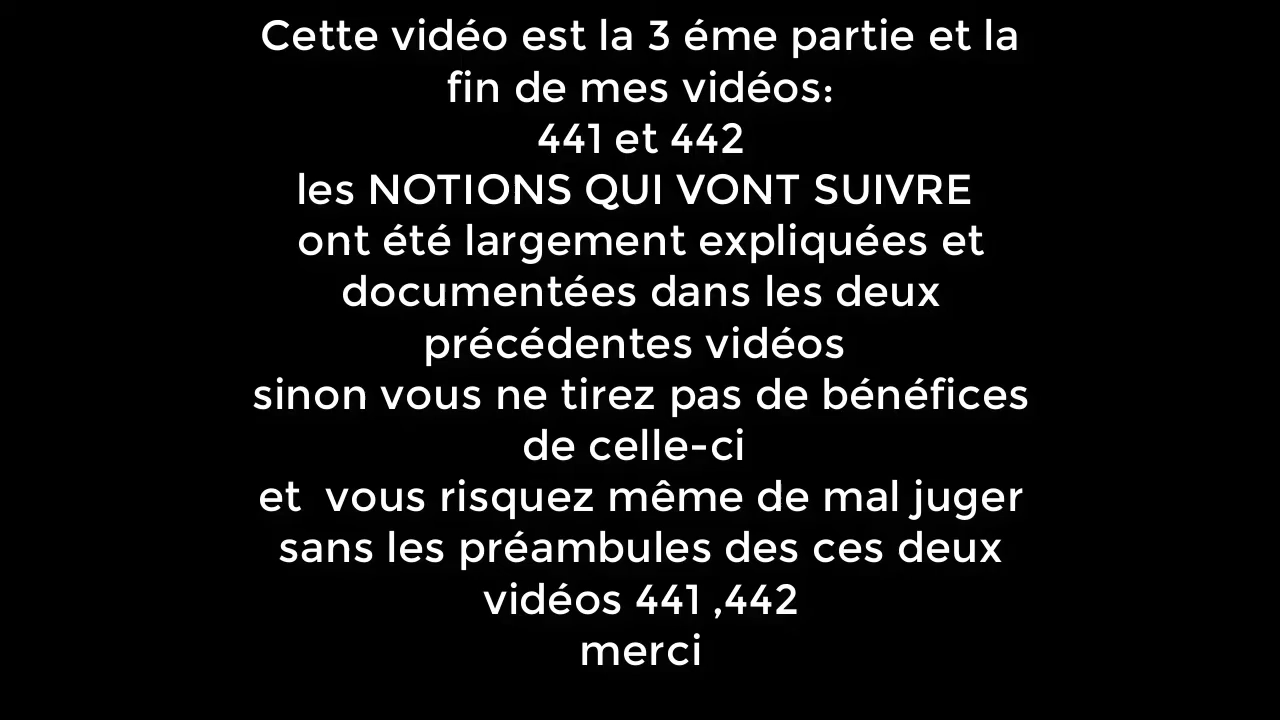 Cette vidéo est la 3 éme partie et la
fin de mes vidéos:
441 et 442
les NOTIONS QUI VONT SUIVRE
ont été largement expliquées et
documentées dans les deux
précédentes vidéos
sinon vous ne tirez pas de bénéfices
de celle-ci
et  vous risquez même de mal juger
sans les préambules des ces deux
vidéos 441 ,442
merci